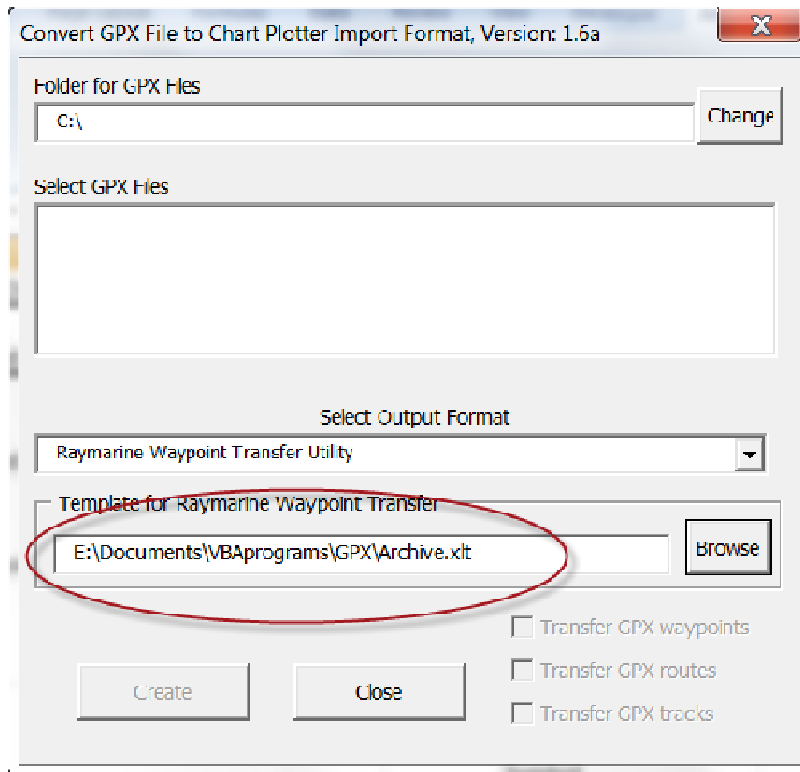 Convert GPX File to Chart Plotter Import Format, Version: 1.6a
Folder for GPX Files
C:\
Change
Select GPX Files
Select Output Format
Raymarine Waypoint Transfer Utility
Template for Raymarine Waypoint Transfer
E:\Documents\VBAprograms\GPX\Archive.xlt
Browse
Transfer GPX waypoints
Transfer GPX routes
Transfer GPX tracks
Create
Close